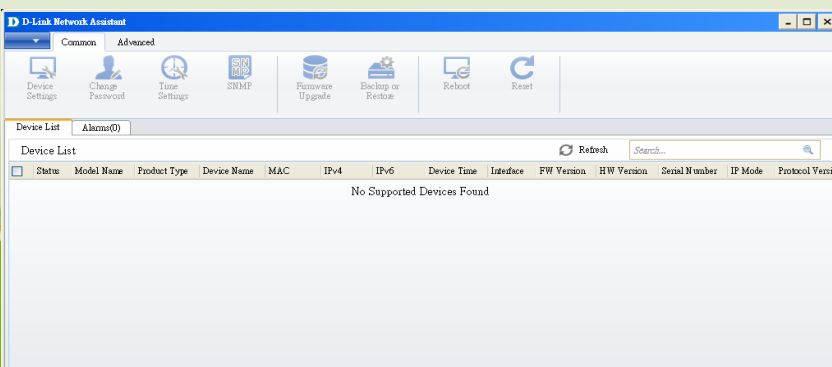 D D-Link Network Assistant
Common Advanced
Device Settings Change Password Time Settings SNMP Firmware Upgrade Backup or Restore Reboot Reset
Device List Alarms(0)
Device List Refresh Search...
Status Model Name Product Type Device Name MAC IPv4 IPv6 Device Time Interface FW Version HW Version Serial Number IP Mode Protocol Versi
No Supported Devices Found